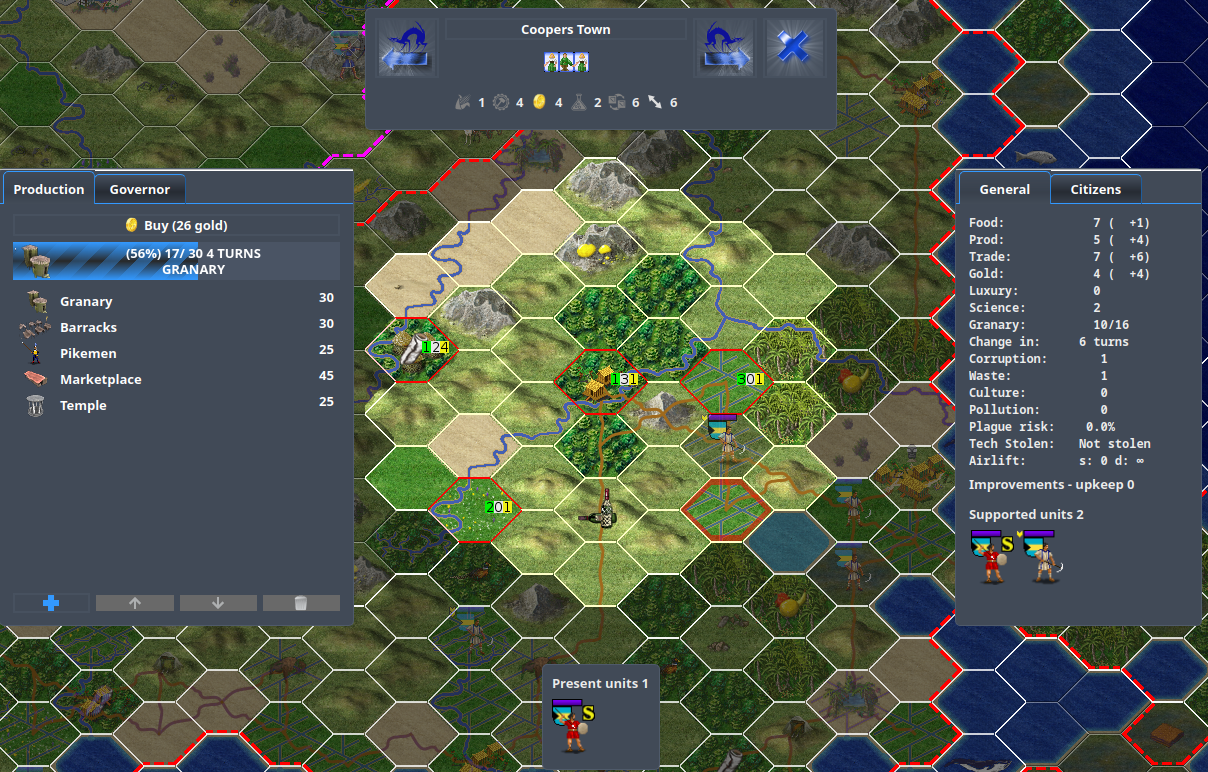 Coopers Town
1 4 4 2 6 6
Production Governor
Buy (26 gold)
(56%) 17/ 30 4 TURNS
GRANARY
Granary 30
Barracks 30
Pikemen 25
Marketplace 45
Temple 25
124
131
301
201
General Citizens
Food: 7 ( +1)
Prod: 5 ( +4)
Trade: 7 ( +6)
Gold: 4 ( +4)
Luxury: 0
Science: 2
Granary: 10/16
Change in: 6 turns
Corruption: 1
Waste: 1
Culture: 0
Pollution: 0
Plague risk: 0.0%
Tech Stolen: Not stolen
Airlift: s: 0 d: ∞
Improvements - upkeep 0
Supported units 2
S
Present units 1
S